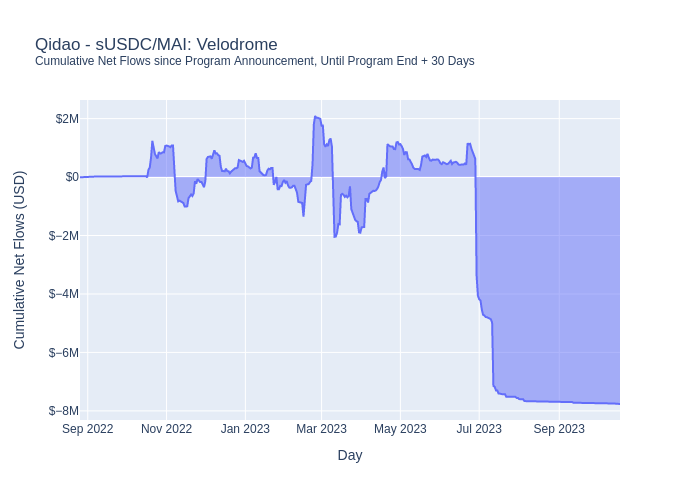 Qidao - sUSDC/MAI: Velodrome
Cumulative Net Flows since Program Announcement, Until Program End + 30 Days
Cumulative Net Flows (USD)
$2M
$0
$−2M
$−4M
$−6M
$−8M
Sep 2022 Nov 2022 Jan 2023 Mar 2023 May 2023 Jul 2023 Sep 2023
Day